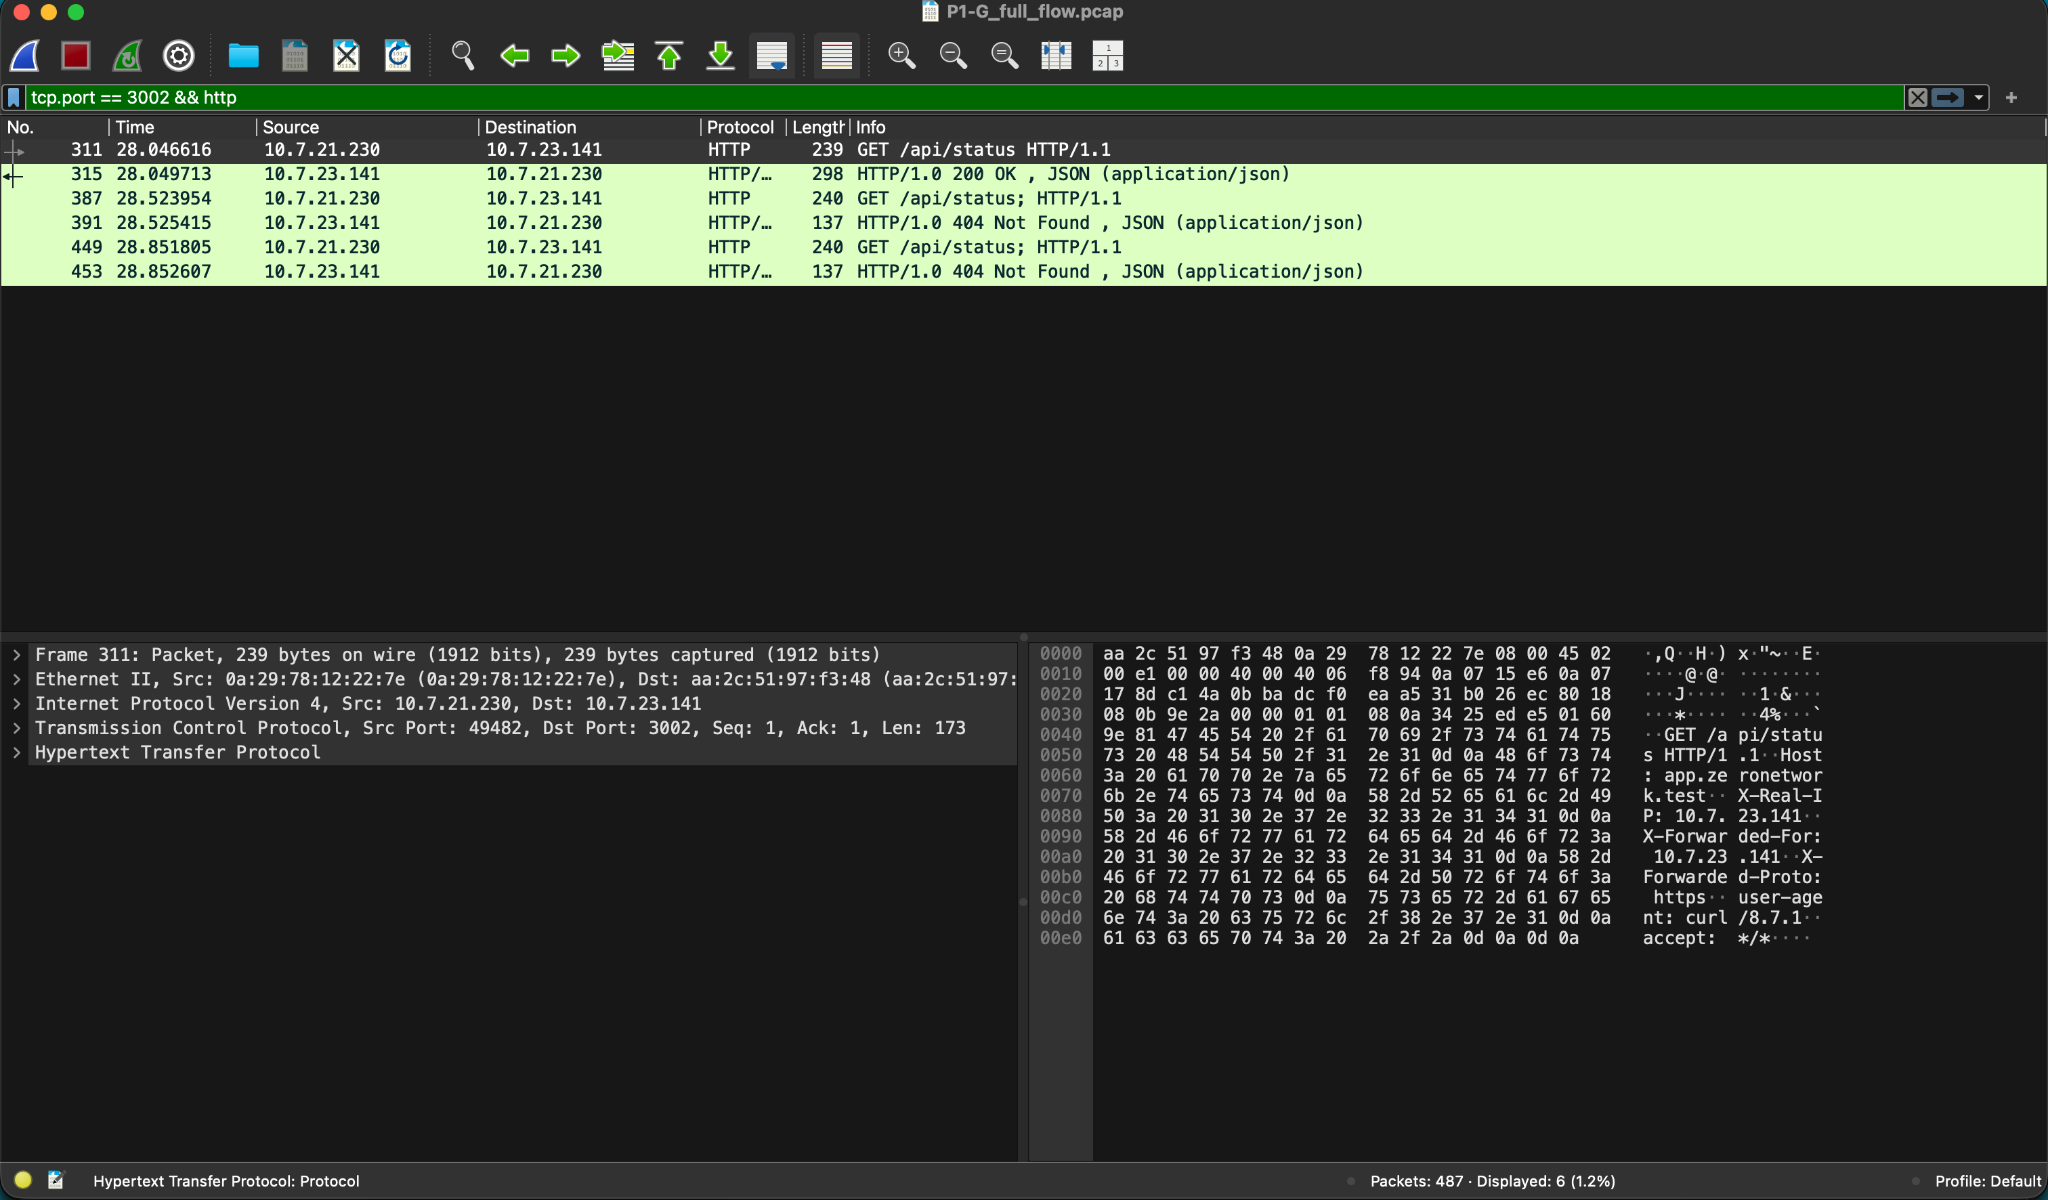 P1-G_full_flow.pcap
tcp.port == 3002 && http
No. Time Source Destination Protocol Length Info
311 28.046616 10.7.21.230 10.7.23.141 HTTP 239 GET /api/status HTTP/1.1
315 28.049713 10.7.23.141 10.7.21.230 HTTP/… 298 HTTP/1.0 200 OK , JSON (application/json)
387 28.523954 10.7.21.230 10.7.23.141 HTTP 240 GET /api/status; HTTP/1.1
391 28.525415 10.7.23.141 10.7.21.230 HTTP/… 137 HTTP/1.0 404 Not Found , JSON (application/json)
449 28.851805 10.7.21.230 10.7.23.141 HTTP 240 GET /api/status; HTTP/1.1
453 28.852607 10.7.23.141 10.7.21.230 HTTP/… 137 HTTP/1.0 404 Not Found , JSON (application/json)
Frame 311: Packet, 239 bytes on wire (1912 bits), 239 bytes captured (1912 bits)
Ethernet II, Src: 0a:29:78:12:22:7e (0a:29:78:12:22:7e), Dst: aa:2c:51:97:f3:48 (aa:2c:51:97:
Internet Protocol Version 4, Src: 10.7.21.230, Dst: 10.7.23.141
Transmission Control Protocol, Src Port: 49482, Dst Port: 3002, Seq: 1, Ack: 1, Len: 173
Hypertext Transfer Protocol
0000 aa 2c 51 97 f3 48 0a 29 78 12 22 7e 08 00 45 02 ·,Q··H·) x·"~··E·
0010 00 e1 00 00 40 00 40 06 f8 94 0a 07 15 e6 0a 07 ····@·@· ········
0020 17 8d c1 4a 0b ba dc f0 ea a5 31 b0 26 ec 80 18 ···J···· ··1·&···
0030 08 0b 9e 2a 00 00 01 01 08 0a 34 25 ed e5 01 60 ···*···· ··4%···`
0040 9e 81 47 45 54 20 2f 61 70 69 2f 73 74 61 74 75 ··GET /a pi/statu
0050 73 20 48 54 54 50 2f 31 2e 31 0d 0a 48 6f 73 74 s HTTP/1 .1··Host
0060 3a 20 61 70 70 2e 7a 65 72 6f 6e 65 74 77 6f 72 : app.ze ronetwor
0070 6b 2e 74 65 73 74 0d 0a 58 2d 52 65 61 6c 2d 49 k.test·· X-Real-I
0080 50 3a 20 31 30 2e 37 2e 32 33 2e 31 34 31 0d 0a P: 10.7. 23.141··
0090 58 2d 46 6f 72 77 61 72 64 65 64 2d 46 6f 72 3a X-Forwar ded-For:
00a0 20 31 30 2e 37 2e 32 33 2e 31 34 31 0d 0a 58 2d 10.7.23 .141··X-
00b0 46 6f 72 77 61 72 64 65 64 2d 50 72 6f 74 6f 3a Forwarde d-Proto:
00c0 20 68 74 74 70 73 0d 0a 75 73 65 72 2d 61 67 65 https·· user-age
00d0 6e 74 3a 20 63 75 72 6c 2f 38 2e 37 2e 31 0d 0a nt: curl /8.7.1··
00e0 61 63 63 65 70 74 3a 20 2a 2f 2a 0d 0a 0d 0a accept: */*····
Hypertext Transfer Protocol: Protocol
Packets: 487 · Displayed: 6 (1.2%)
Profile: Default